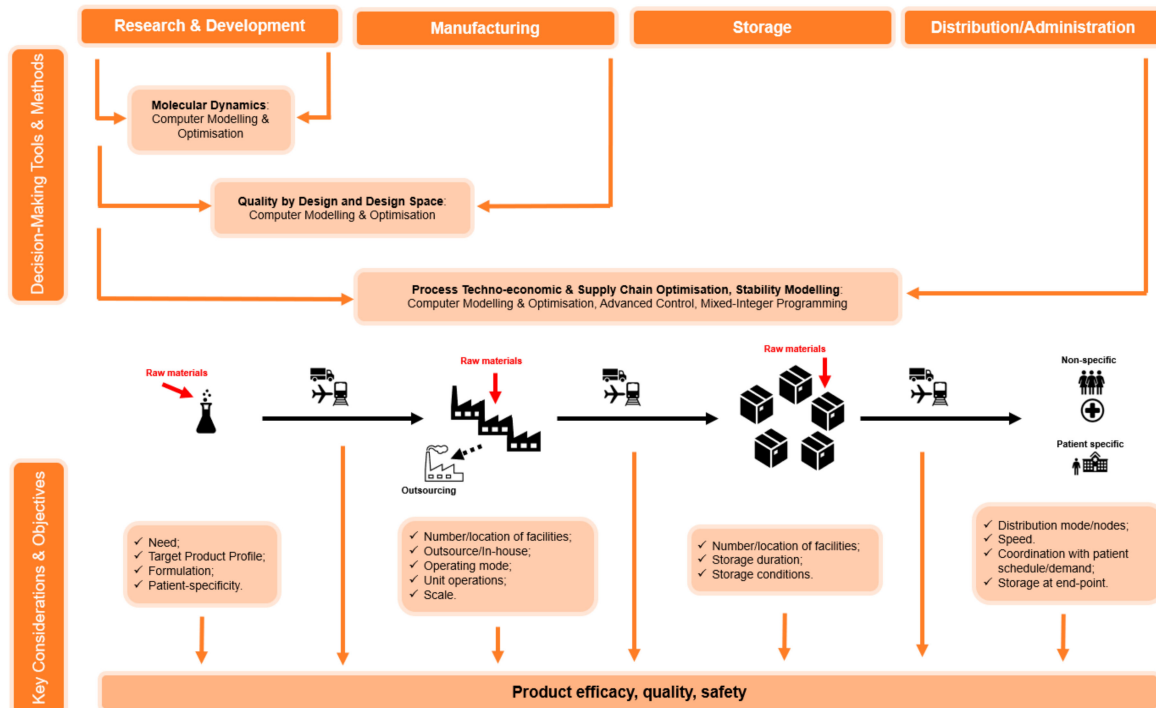 Research & Development
Manufacturing
Storage
Distribution/Administration
Decision-Making Tools & Methods
Molecular Dynamics:
Computer Modelling &
Optimisation
Quality by Design and Design Space:
Computer Modelling & Optimisation
Process Techno-economic & Supply Chain Optimisation, Stability Modelling:
Computer Modelling & Optimisation, Advanced Control, Mixed-Integer Programming
Raw materials
Raw materials
Raw materials
Non-specific
Patient specific
Outsourcing
Key Considerations & Objectives
✓ Need;
✓ Target Product Profile;
✓ Formulation;
✓ Patient-specificity.
✓ Number/location of facilities;
✓ Outsource/In-house;
✓ Operating mode;
✓ Unit operations;
✓ Scale.
✓ Number/location of facilities;
✓ Storage duration;
✓ Storage conditions.
✓ Distribution mode/nodes;
✓ Speed.
✓ Coordination with patient
schedule/demand;
✓ Storage at end-point.
Product efficacy, quality, safety